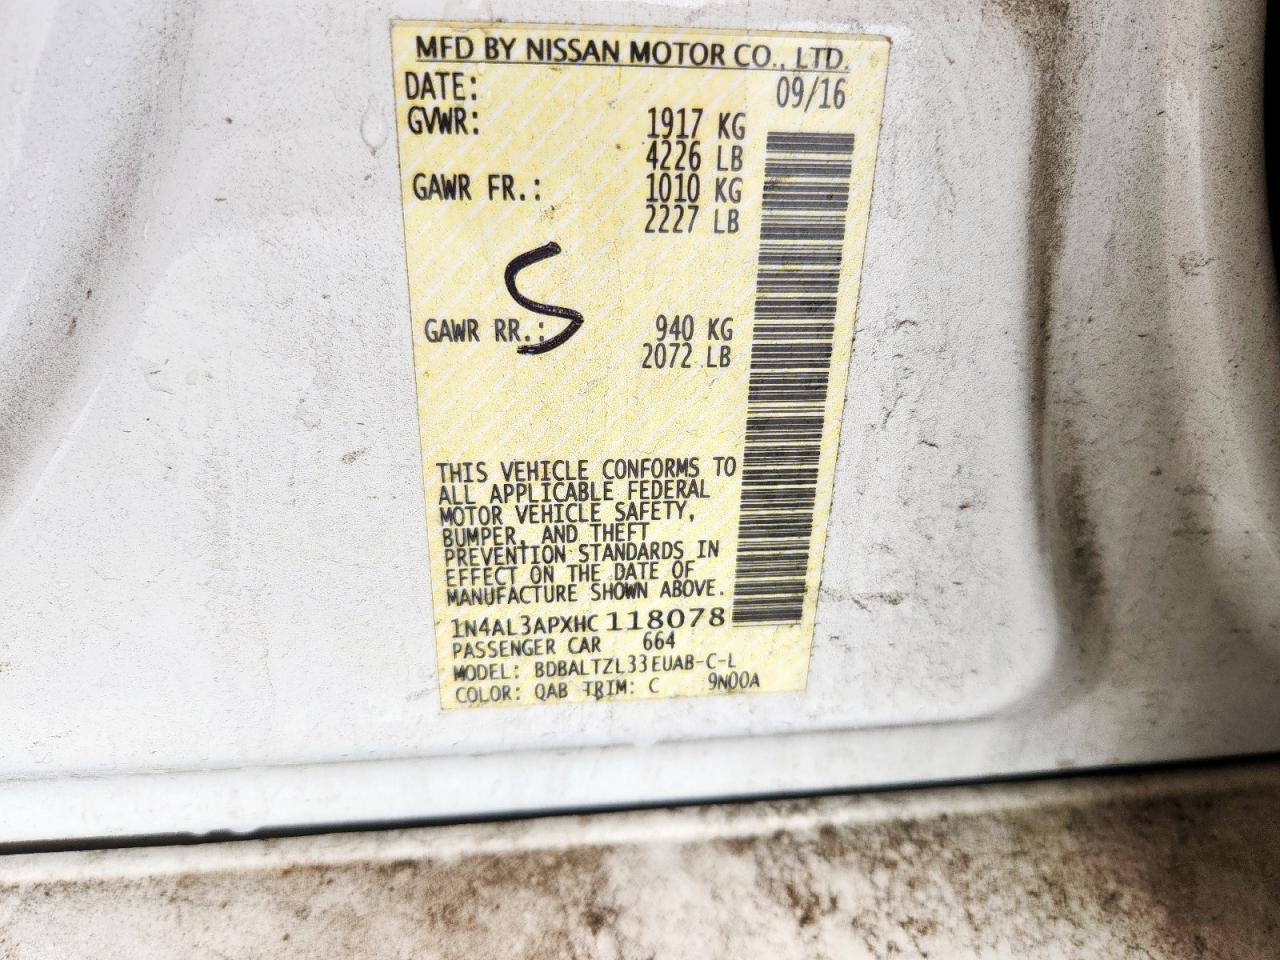 MFD BY NISSAN MOTOR CO., LTD.
DATE: 09/16
GVWR: 1917 KG
4226 LB
GAWR FR.: 1010 KG
2227 LB
S
GAWR RR.: 940 KG
2072 LB
THIS VEHICLE CONFORMS TO
ALL APPLICABLE FEDERAL
MOTOR VEHICLE SAFETY,
BUMPER, AND THEFT
PREVENTION STANDARDS IN
EFFECT ON THE DATE OF
MANUFACTURE SHOWN ABOVE.
1N4AL3APXHC118078
PASSENGER CAR 664
MODEL: BDBALTZL33EUAB-C-L
COLOR: QAB TRIM: C 9N00A